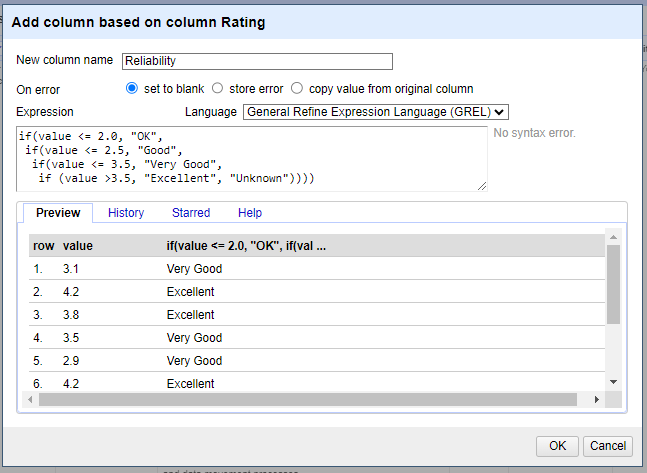 Add column based on column Rating
New column name Reliability
On error set to blank store error copy value from original column
Expression Language General Refine Expression Language (GREL)
if(value <= 2.0, "OK", No syntax error.
if(value <= 2.5, "Good",
if(value <= 3.5, "Very Good",
if (value >3.5, "Excellent", "Unknown"))))
Preview History Starred Help
row value if(value <= 2.0, "OK", if(val ...
1. 3.1 Very Good
2. 4.2 Excellent
3. 3.8 Excellent
4. 3.5 Very Good
5. 2.9 Very Good
6. 4.2 Excellent
OK Cancel